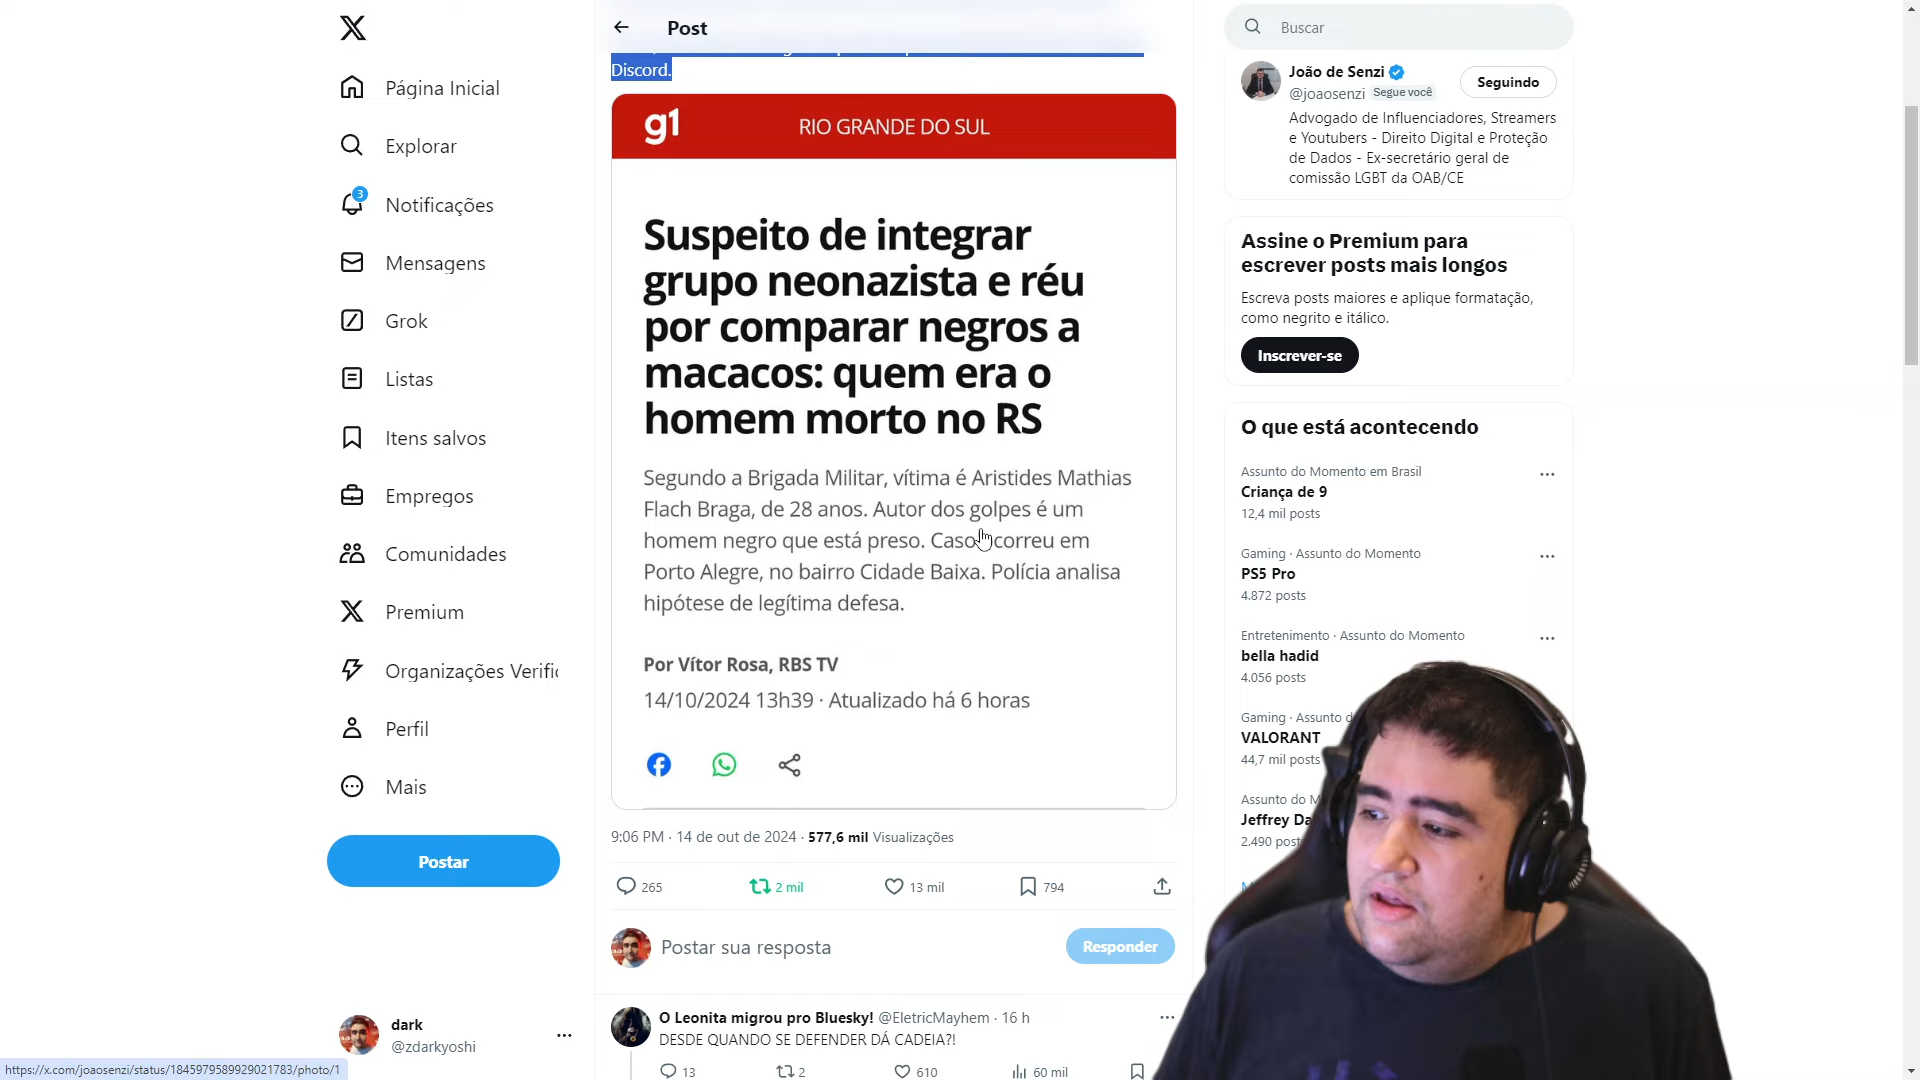 Página Inicial
Explorar
3
Notificações
Mensagens
Grok
Listas
Itens salvos
Empregos
Comunidades
Premium
Organizações Verific
Perfil
Mais
Postar
dark
@zdarkyoshi
https://x.com/joaosenzi/status/1845979589929021783/photo/1
Post
Discord.
g1
RIO GRANDE DO SUL
Suspeito de integrar
grupo neonazista e réu
por comparar negros a
macacos: quem era o
homem morto no RS
Segundo a Brigada Militar, vítima é Aristides Mathias
Flach Braga, de 28 anos. Autor dos golpes é um
homem negro que está preso. Caso ocorreu em
Porto Alegre, no bairro Cidade Baixa. Polícia analisa
hipótese de legítima defesa.
Por Vítor Rosa, RBS TV
14/10/2024 13h39 · Atualizado há 6 horas
9:06 PM · 14 de out de 2024 · 577,6 mil Visualizações
265
2 mil
13 mil
794
Postar sua resposta
Responder
O Leonita migrou pro Bluesky! @EletricMayhem · 16 h
DESDE QUANDO SE DEFENDER DÁ CADEIA?!
13
2
610
60 mil
Buscar
João de Senzi
@joaosenzi Segue você
Seguindo
Advogado de Influenciadores, Streamers
e Youtubers - Direito Digital e Proteção
de Dados - Ex-secretário geral de
comissão LGBT da OAB/CE
Assine o Premium para
escrever posts mais longos
Escreva posts maiores e aplique formatação,
como negrito e itálico.
Inscrever-se
O que está acontecendo
Assunto do Momento em Brasil
Criança de 9
12,4 mil posts
Gaming · Assunto do Momento
PS5 Pro
4.872 posts
Entretenimento · Assunto do Momento
bella hadid
4.056 posts
Gaming · Assunto d
VALORANT
44,7 mil posts
Assunto do M
Jeffrey Da
2.490 posts